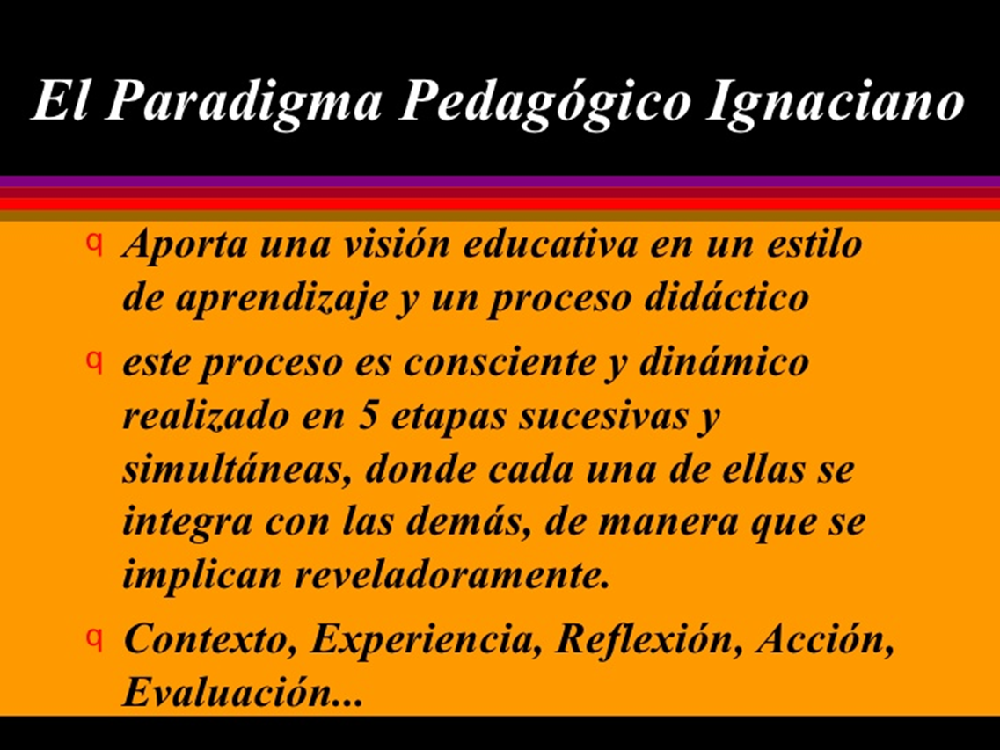 El Paradigma Pedagógico Ignaciano
q Aporta una visión educativa en un estilo
de aprendizaje y un proceso didáctico
q este proceso es consciente y dinámico
realizado en 5 etapas sucesivas y
simultáneas, donde cada una de ellas se
integra con las demás, de manera que se
implican reveladoramente.
q Contexto, Experiencia, Reflexión, Acción,
Evaluación...